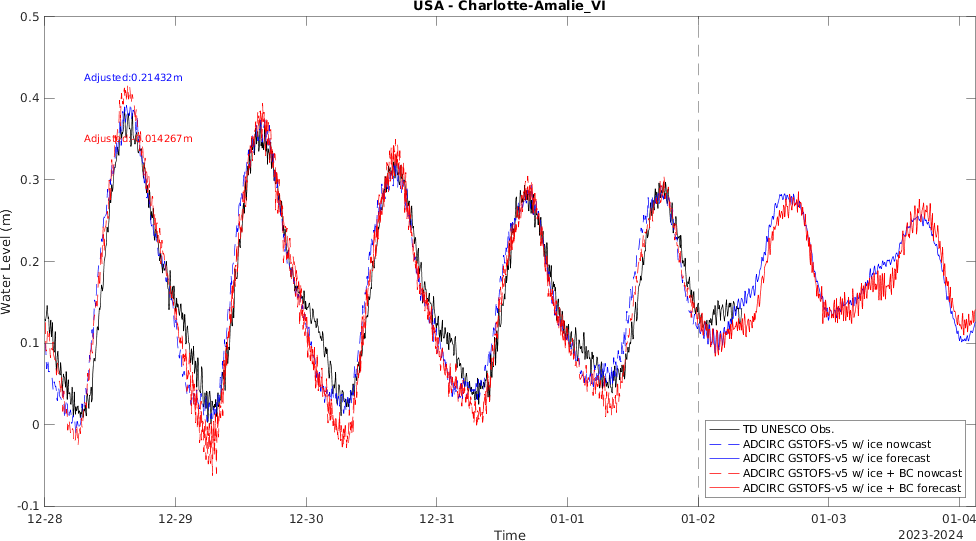 USA - Charlotte-Amalie_VI
0.5
0.4
0.3
0.2
0.1
0
-0.1
Water Level (m)
Adjusted:0.21432m
12-28
12-29
12-30
12-31
01-01
01-02
01-03
01-04
Time
2023-2024
TD UNESCO Obs.
ADCIRC GSTOFS-v5 w/ ice nowcast
ADCIRC GSTOFS-v5 w/ ice forecast
ADCIRC GSTOFS-v5 w/ ice + BC nowcast
ADCIRC GSTOFS-v5 w/ ice + BC forecast